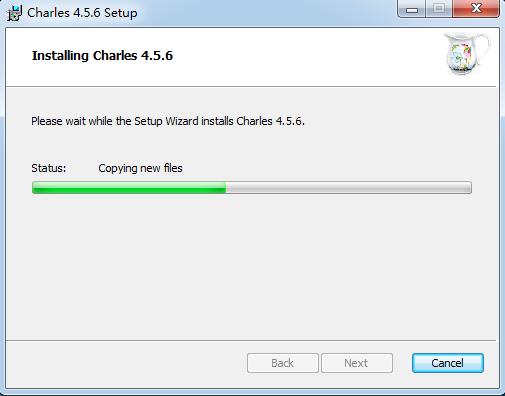 Charles 4.5.6 Setup
Installing Charles 4.5.6
Please wait while the Setup Wizard installs Charles 4.5.6.
Status: Copying new files
Back Next Cancel